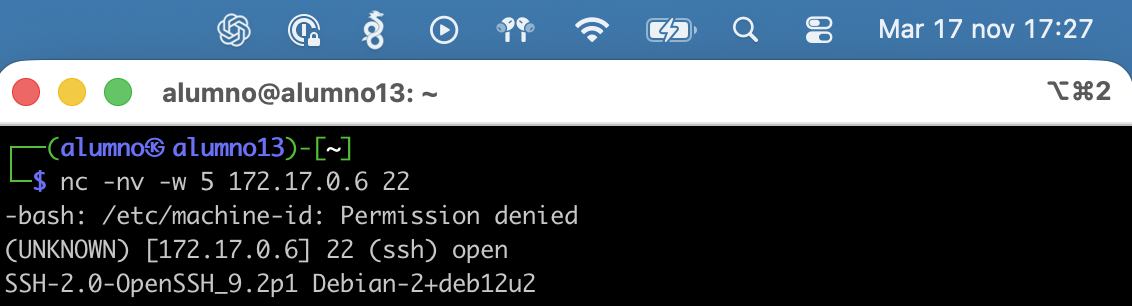 Mar 17 nov 17:27
alumno@alumno13: ~ ⌥⌘2
┌──(alumno㉿ alumno13)-[~]
└─$ nc -nv -w 5 172.17.0.6 22
-bash: /etc/machine-id: Permission denied
(UNKNOWN) [172.17.0.6] 22 (ssh) open
SSH-2.0-OpenSSH_9.2p1 Debian-2+deb12u2